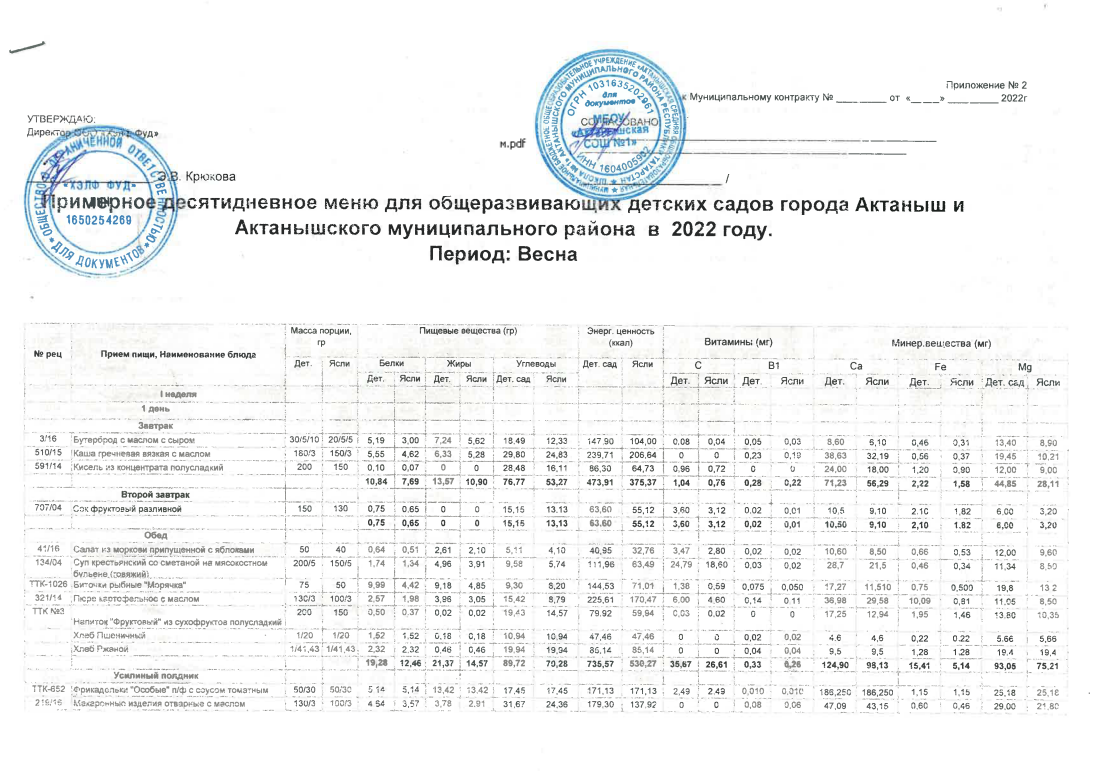 Приложение № 2
к Муниципальному контракту № ____ _____ от «__ __» _________ 2022г
УТВЕРЖДАЮ:
Директор ООО «Хэлф Фуд»
СОГЛАСОВАНО
м.pdf
Э.В. Крюкова
/
ОБЩЕСТВО С ОГРАНИЧЕННОЙ ОТВЕТСТВЕННОСТЬЮ
«ХЭЛФ ФУД»
ИНН
1650254269
ДЛЯ ДОКУМЕНТОВ
ОГРН 1031635202961
для документов
МБОУ
«Актанышская
СОШ №1»
ИНН 1604005902
Примерное десятидневное меню для общеразвивающих детских садов города Актаныш и
Актанышского муниципального района в 2022 году.
Период: Весна
№ рец Прием пищи, Наименование блюда Масса порции, гр Пищевые вещества (гр) Энерг. ценность (ккал) Витамины (мг) Минер.вещества (мг)
Дет. Ясли Белки Жиры Углеводы Дет. сад Ясли C B1 Ca Fe Mg
Дет. Ясли Дет. Ясли Дет. сад Ясли Дет. Ясли Дет. Ясли Дет. Ясли Дет. Ясли Дет. сад Ясли
I неделя
1 день
Завтрак
3/16 Бутерброд с маслом с сыром 30/5/10 20/5/5 5,19 3,00 7,24 5,62 18,49 12,33 147,90 104,00 0,08 0,04 0,05 0,03 8,60 6,10 0,46 0,31 13,40 8,90
510/15 Каша гречневая вязкая с маслом 180/3 150/3 5,55 4,62 6,33 5,28 29,80 24,83 239,71 206,64 0 0 0,23 0,19 38,63 32,19 0,56 0,37 19,45 10,21
591/14 Кисель из концентрата полусладкий 200 150 0,10 0,07 0 0 28,48 16,11 86,30 64,73 0,96 0,72 0 0 24,00 18,00 1,20 0,90 12,00 9,00
10,84 7,69 13,57 10,90 76,77 53,27 473,91 375,37 1,04 0,76 0,28 0,22 71,23 56,29 2,22 1,58 44,85 28,11
Второй завтрак
707/04 Сок фруктовый разливной 150 130 0,75 0,65 0 0 15,15 13,13 63,60 55,12 3,60 3,12 0,02 0,01 10,5 9,10 2,10 1,82 6,00 3,20
0,75 0,65 0 0 15,15 13,13 63,60 55,12 3,60 3,12 0,02 0,01 10,50 9,10 2,10 1,82 6,00 3,20
Обед
41/16 Салат из моркови припущенной с яблоками 50 40 0,64 0,51 2,61 2,10 5,11 4,10 40,95 32,76 3,47 2,80 0,02 0,02 10,60 8,50 0,66 0,53 12,00 9,60
134/04 Суп крестьянский со сметаной на мясокостном 200/5 150/5 1,74 1,34 4,96 3,91 9,58 5,74 111,96 63,49 24,79 18,60 0,03 0,02 28,7 21,5 0,46 0,34 11,34 8,50
бульене,(говяжий)
ТТК-1026 Биточки рыбные "Морячка" 75 50 9,99 4,42 9,18 4,85 9,30 8,20 144,53 71,01 1,38 0,59 0,075 0,050 17,27 11,510 0,75 0,500 19,8 13,2
321/14 Пюре картофельное с маслом 130/3 100/3 2,57 1,98 3,96 3,05 15,42 8,79 225,61 170,47 6,00 4,60 0,14 0,11 36,98 29,58 10,09 0,81 11,05 8,50
ТТК №3 200 150 0,50 0,37 0,02 0,02 19,43 14,57 79,92 59,94 0,03 0,02 0 17,25 12,94 1,95 1,46 13,80 10,35
Напиток "Фруктовый" из сухофруктов полусладкий
Хлеб Пшеничный 1/20 1/20 1,52 1,52 0,18 0,18 10,94 10,94 47,46 47,46 0 0 0,02 0,02 4,6 4,6 0,22 0,22 5,66 5,66
Хлеб Ржаной 1/41,43 1/41,43 2,32 2,32 0,46 0,46 19,94 19,94 85,14 85,14 0 0 0,04 0,04 9,5 9,5 1,28 1,28 19,4 19,4
19,28 12,46 21,37 14,57 89,72 70,28 735,57 530,27 35,67 26,61 0,33 124,90 98,13 15,41 5,14 93,05 75,21
Усиленый полдник
ТТК-652 Фрикадельки "Особые" п/ф с соусом томатным 50/30 50/30 5,14 5,14 13,42 13,42 17,45 17,45 171,13 171,13 2,49 2,49 0,010 0,010 186,250 186,250 1,15 1,15 25,18 25,18
Макаронные изделия отварные с маслом 130/3 100/3 4,64 3,57 3,78 2,91 31,67 24,36 179,30 137,92 0 0 0,08 0,06 47,09 43,15 0,60 0,46 29,00 21,80